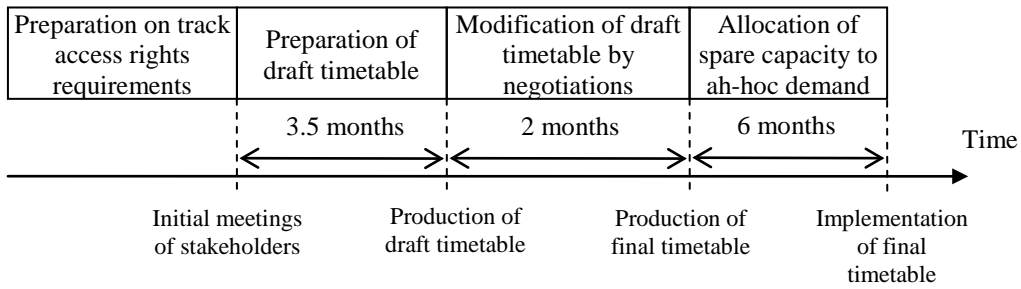 Preparation on track
access rights
requirements
Preparation of
draft timetable
Modification of draft
timetable by
negotiations
Allocation of
spare capacity to
ah-hoc demand
3.5 months
2 months
6 months
Time
Initial meetings
of stakeholders
Production of
draft timetable
Production of
final timetable
Implementation
of final
timetable